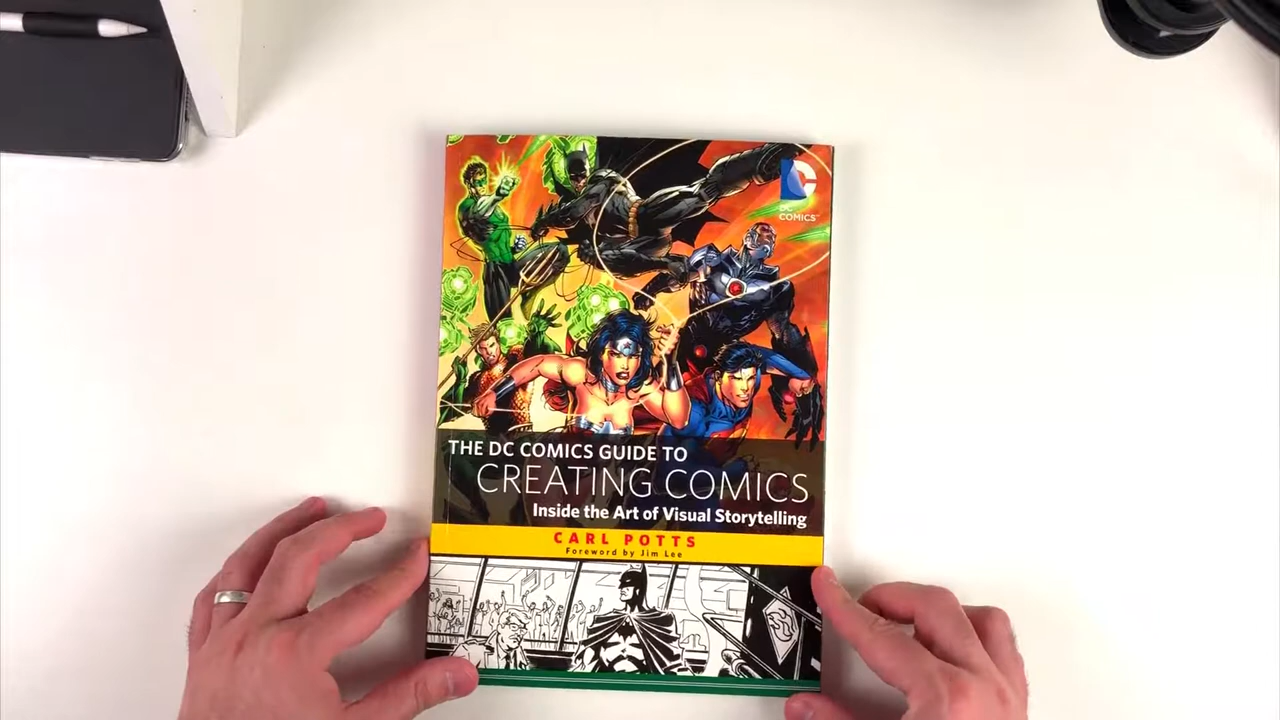 DC
COMICS™
THE DC COMICS GUIDE TO
CREATING COMICS
Inside the Art of Visual Storytelling
CARL POTTS
Foreword by Jim Lee